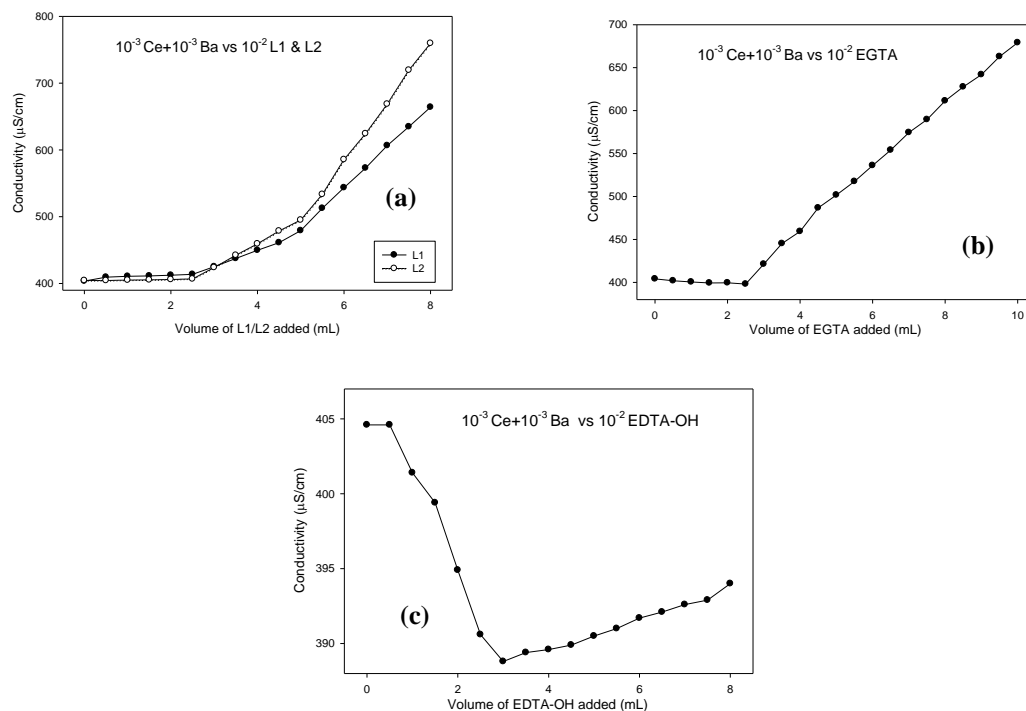 10⁻³ Ce+10⁻³ Ba vs 10⁻² L1 & L2
Conductivity (μS/cm)
800
700
600
500
400
(a)
L1
L2
0 2 4 6 8
Volume of L1/L2 added (mL)
10⁻³ Ce+10⁻³ Ba vs 10⁻² EGTA
Conductivity (μS/cm)
700
650
600
550
500
450
400
(b)
0 2 4 6 8 10
Volume of EGTA added (mL)
10⁻³ Ce+10⁻³ Ba vs 10⁻² EDTA-OH
Conductivity (μS/cm)
405
400
395
390
(c)
0 2 4 6 8
Volume of EDTA-OH added (mL)